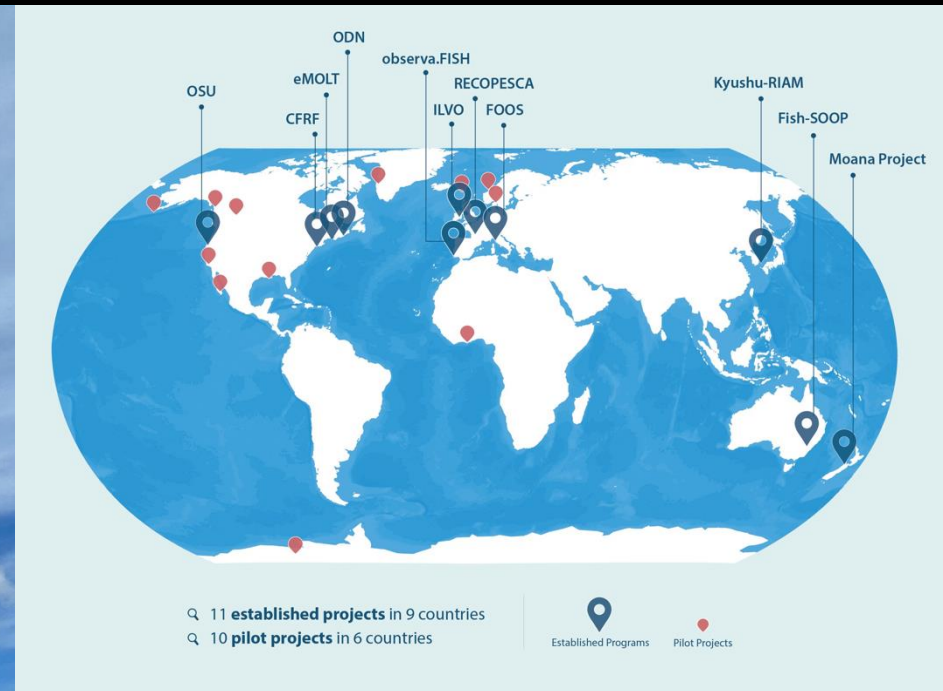 ODN
observa.FISH
eMOLT
RECOPESCA
Kyushu-RIAM
OSU
ILVO
FOOS
CFRF
Fish-SOOP
Moana Project
11 established projects in 9 countries
10 pilot projects in 6 countries
Established Programs
Pilot Projects